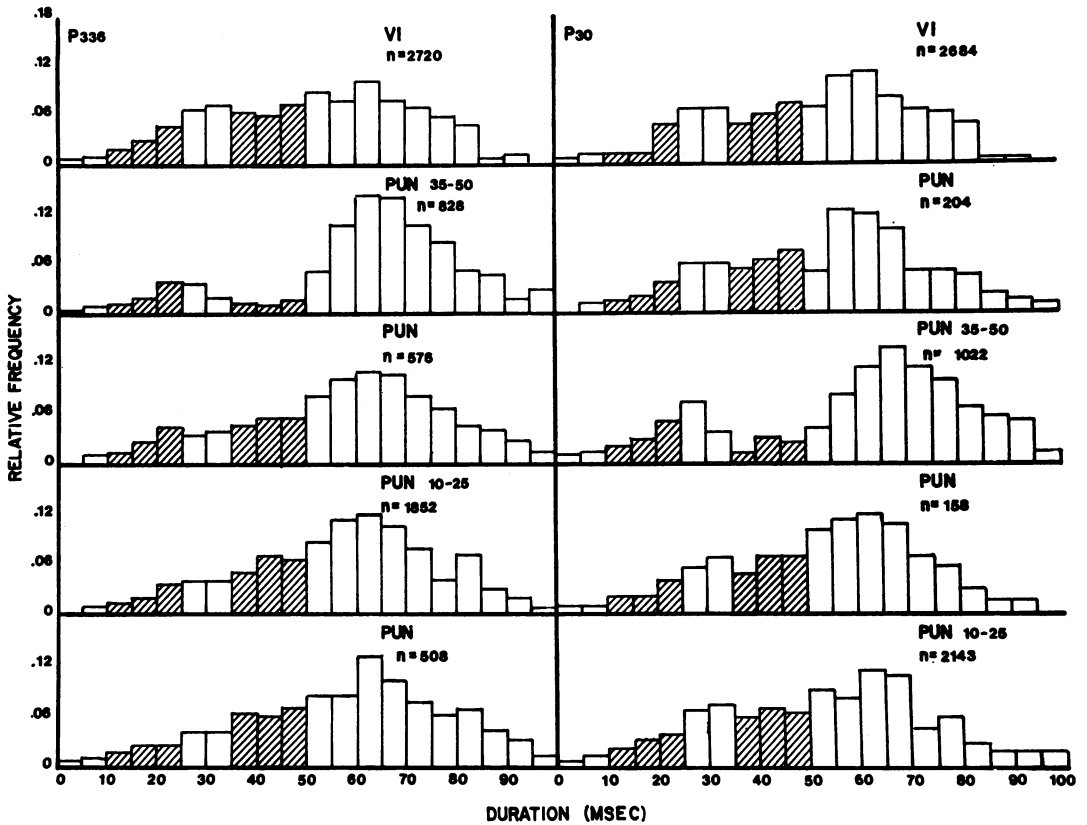 .18
P336
VI
n=2720
P30
VI
n=2684
.12
.06
0
PUN 35-50
n=828
PUN
n=204
.12
.06
0
PUN
n=576
PUN 35-50
n= 1022
.12
.06
0
PUN 10-25
n=1852
PUN
n=156
.12
.06
0
PUN
n=508
PUN 10-25
n=2143
.12
.06
0
RELATIVE FREQUENCY
0 10 20 30 40 50 60 70 80 90 0 10 20 30 40 50 60 70 80 90 100
DURATION (MSEC)